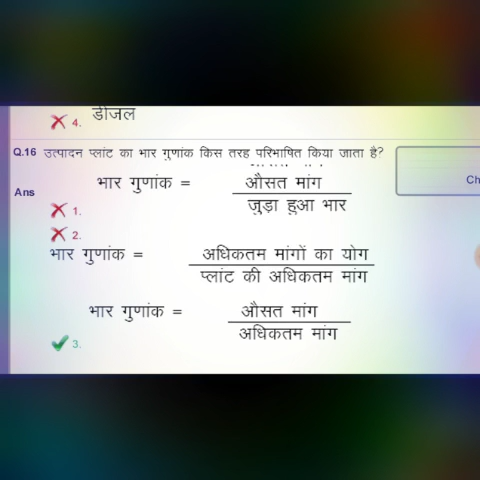 4. डीजल
Q.16 उत्पादन प्लांट का भार गुणांक किस तरह परिभाषित किया जाता है?
Ch
Ans
भार गुणांक = औसत मांग
जुड़ा हुआ भार
1.
2.
भार गुणांक = अधिकतम मांगों का योग
प्लांट की अधिकतम मांग
भार गुणांक = औसत मांग
अधिकतम मांग
3.